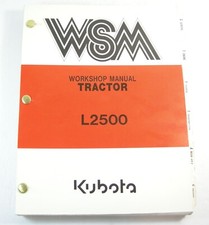 WSM
WORKSHOP MANUAL
TRACTOR
L2500
Kubota